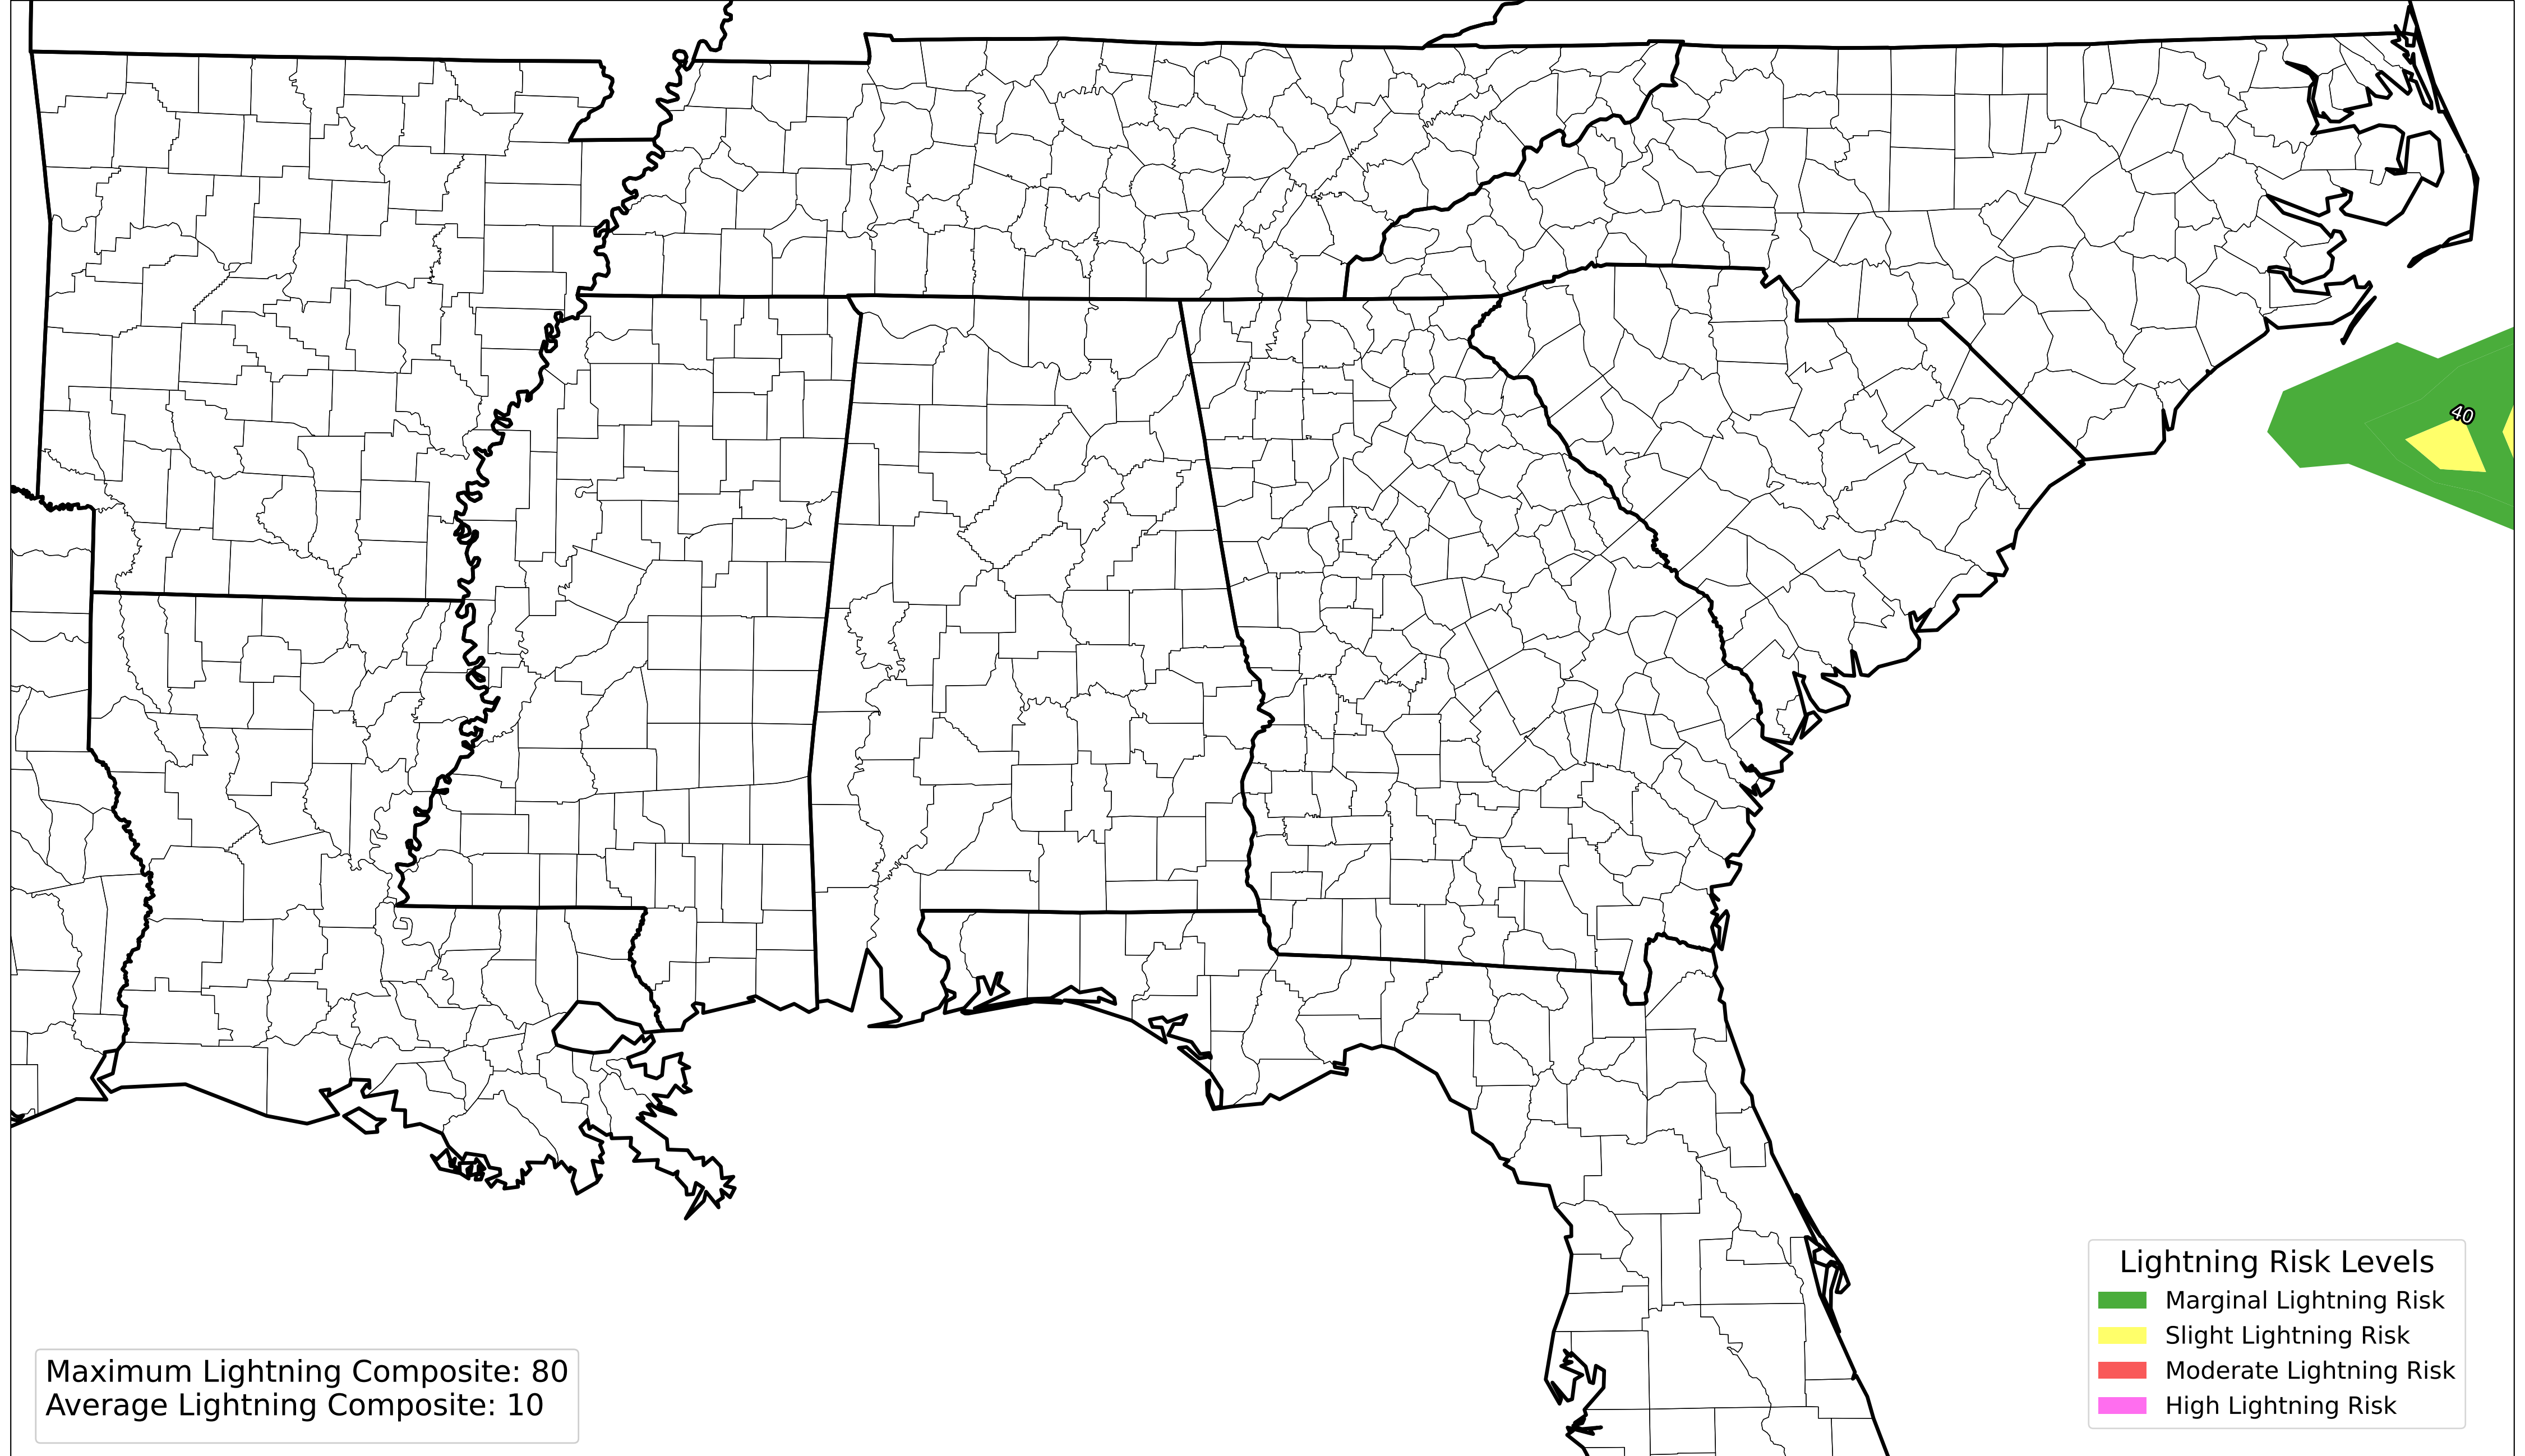 40
Lightning Risk Levels
Marginal Lightning Risk
Slight Lightning Risk
Moderate Lightning Risk
High Lightning Risk
Maximum Lightning Composite: 80
Average Lightning Composite: 10